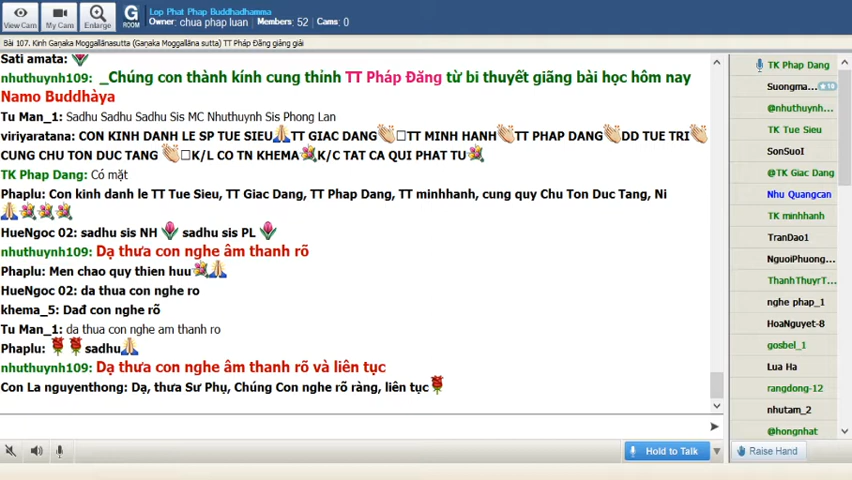 View Cam
My Cam
Enlarge
G
ROOM
Lop Phat Phap Buddhadhamma
Owner: chua phap luan Members: 52 Cams: 0
Bài 107. Kinh Gaṇaka Moggallānasutta (Gaṇaka Moggallāna sutta) TT Pháp Đăng giảng giải
Sati amata:
nhuthuynh109: _Chúng con thành kính cung thỉnh TT Pháp Đăng từ bi thuyết giãng bài học hôm nay
Namo Buddhàya
Tu Man_1: Sadhu Sadhu Sadhu Sis MC Nhuthuynh Sis Phong Lan
viriyaratana: CON KINH DANH LE SP TUE SIEU TT GIAC DANG TT MINH HANH TT PHAP DANG DD TUE TRI
CUNG CHU TON DUC TANG K/L CO TN KHEMA K/C TAT CA QUI PHAT TU
TK Phap Dang: Có mặt
Phaplu: Con kinh danh le TT Tue Sieu, TT Giac Dang, TT Phap Dang, TT minhhanh, cung quy Chu Ton Duc Tang, Ni
HueNgoc 02: sadhu sis NH sadhu sis PL
nhuthuynh109: Dạ thưa con nghe âm thanh rõ
Phaplu: Men chao quy thien huu
HueNgoc 02: da thua con nghe ro
khema_5: Dađ con nghe rõ
Tu Man_1: da thua con nghe am thanh ro
Phaplu: sadhu
nhuthuynh109: Dạ thưa con nghe âm thanh rõ và liên tục
Con La nguyenthong: Dạ, thưa Sư Phụ, Chúng Con nghe rõ ràng, liên tục
Hold to Talk
TK Phap Dang
Suongma... 10
@nhuthuynh...
TK Tue Sieu
SonSuoI
@TK Giac Dang
Nhu Quangcan
TK minhhanh
TranDao1
NguoiPhuong...
ThanhThuyrT...
nghe phap_1
HoaNguyet-8
gosbel_1
Lua Ha
rangdong-12
nhutam_2
@hongnhat
Raise Hand